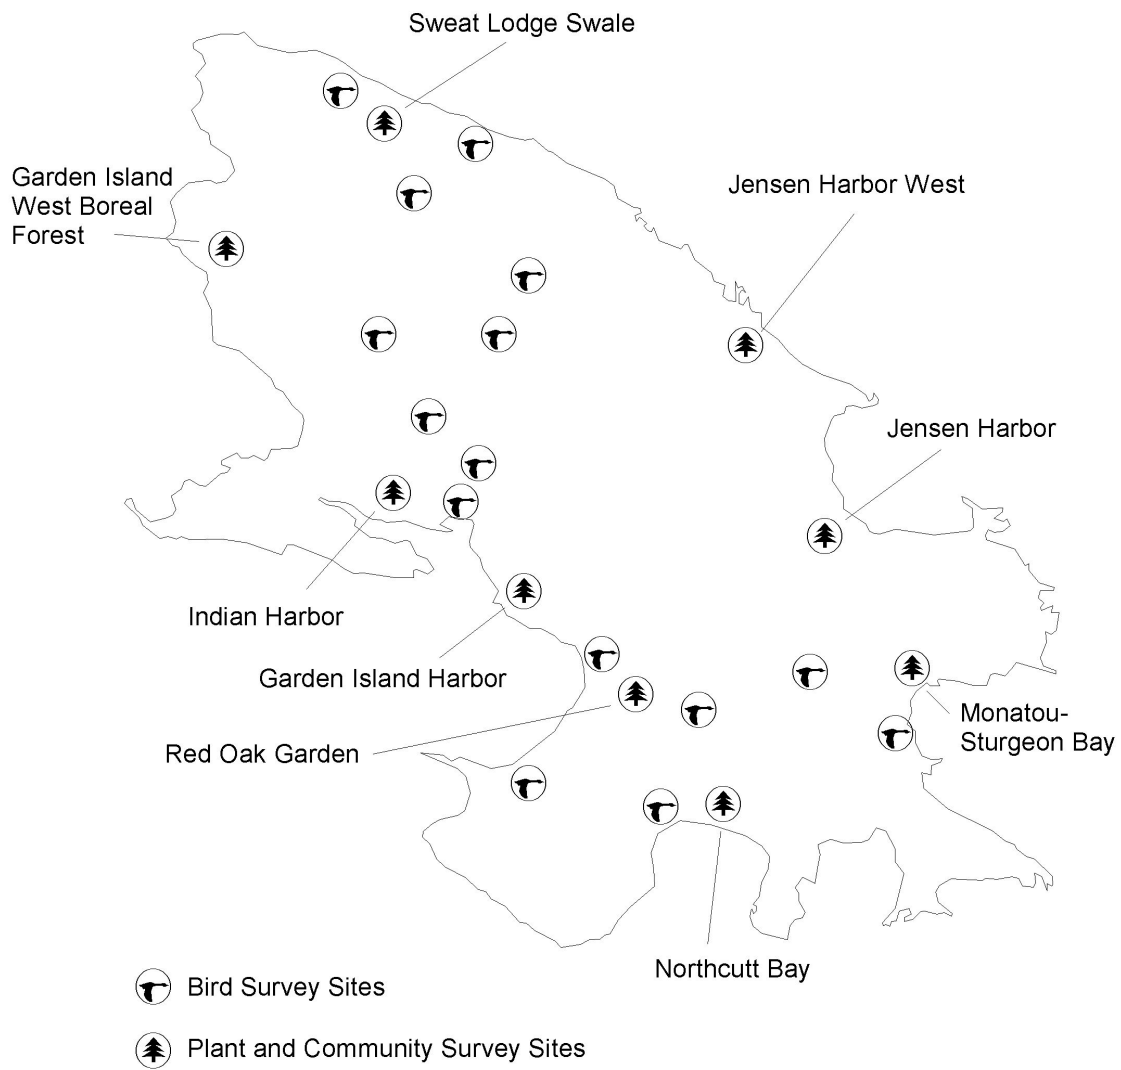 Sweat Lodge Swale
Garden Island
West Boreal
Forest
Jensen Harbor West
Jensen Harbor
Indian Harbor
Garden Island Harbor
Red Oak Garden
Monatou-
Sturgeon Bay
Northcutt Bay
Bird Survey Sites
Plant and Community Survey Sites